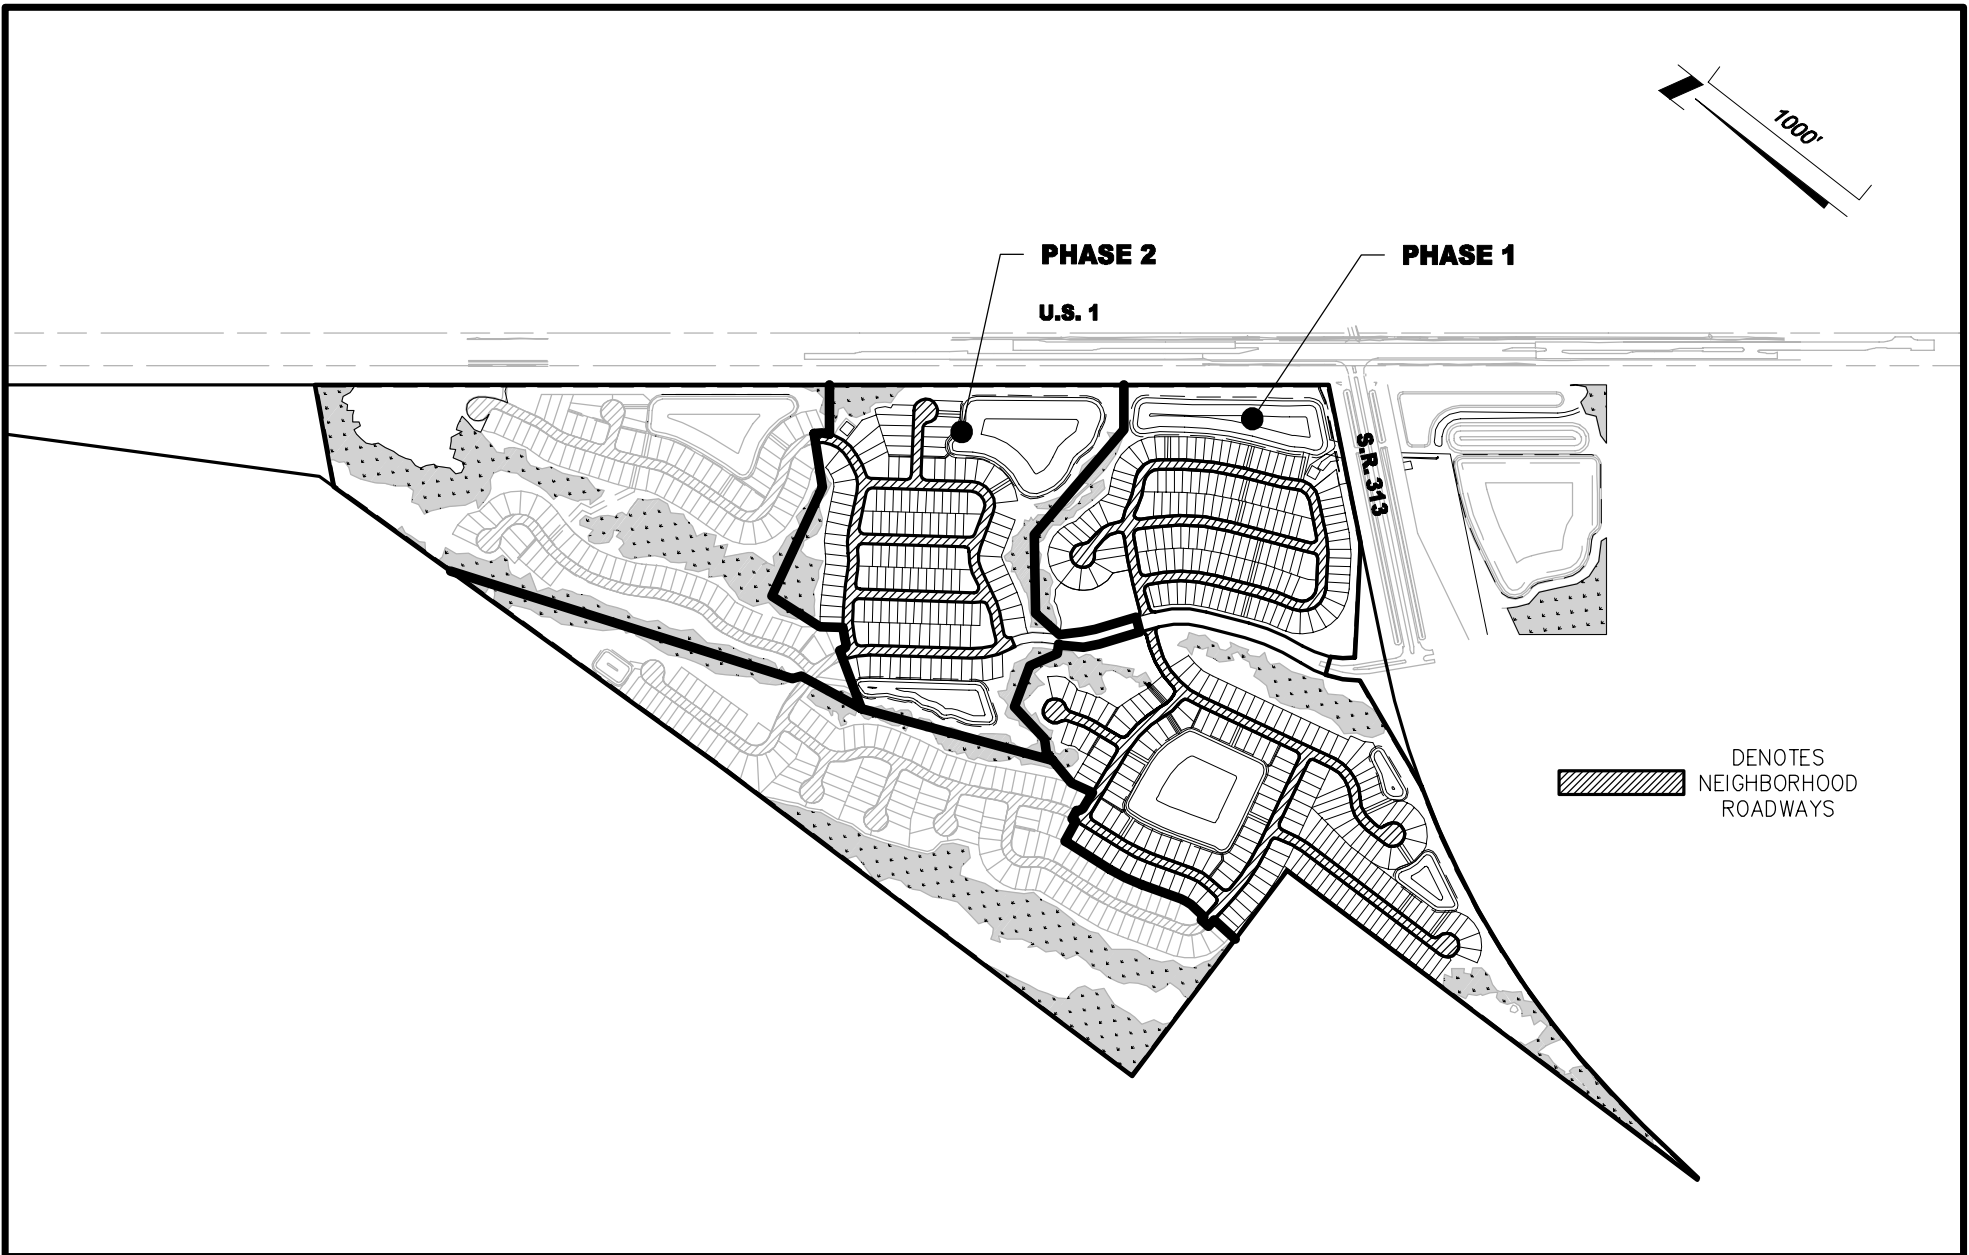 1000'
PHASE 2
PHASE 1
U.S. 1
S.R. 313
DENOTES
NEIGHBORHOOD
ROADWAYS